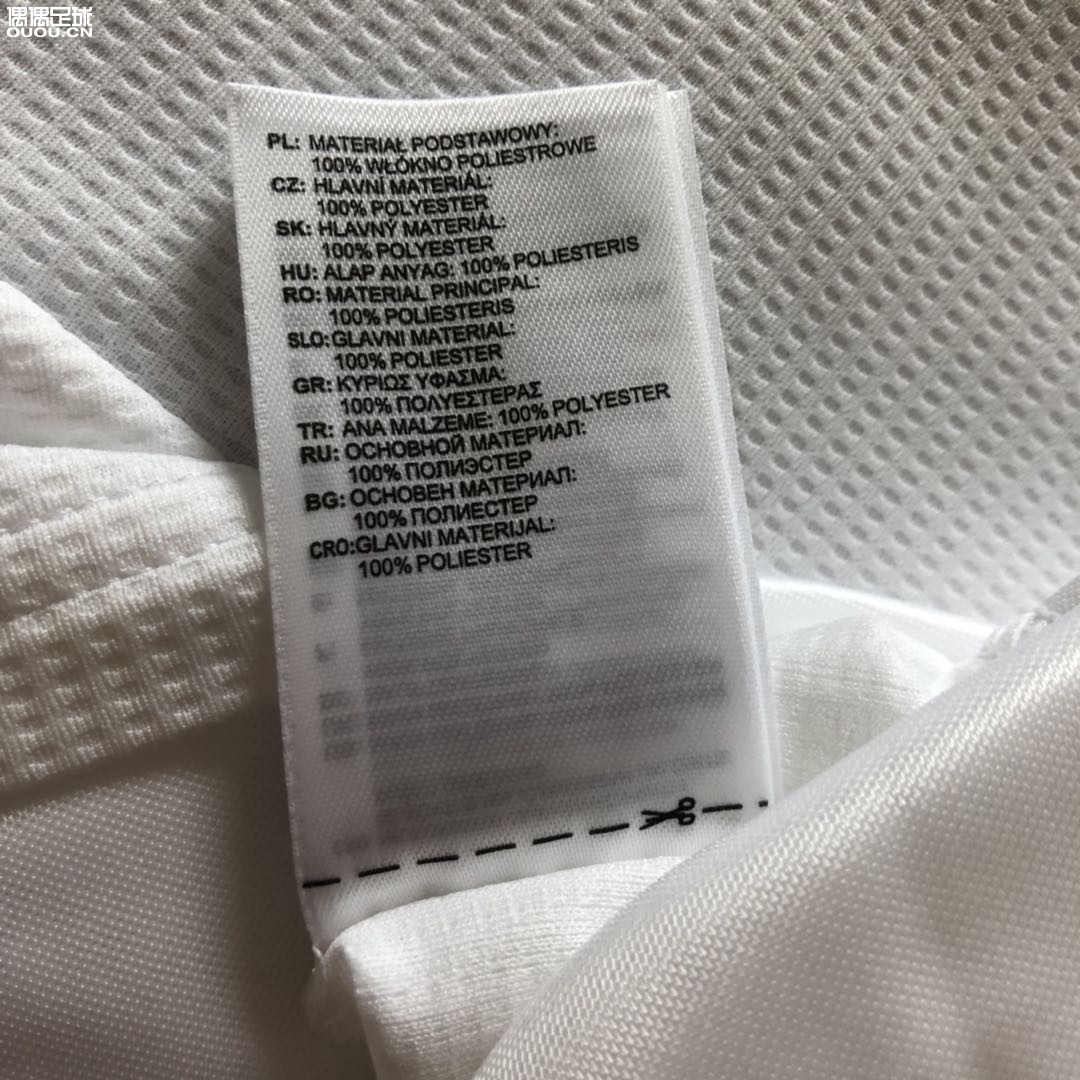 偶偶足球
OUOU.CN
PL: MATERIAŁ PODSTAWOWY:
100% WŁÓKNO POLIESTROWE
CZ: HLAVNÍ MATERIÁL:
100% POLYESTER
SK: HLAVNÝ MATERIÁL:
100% POLYESTER
HU: ALAP ANYAG: 100% POLIESTERIS
RO: MATERIAL PRINCIPAL:
100% POLIESTERIS
SLO: GLAVNI MATERIAL:
100% POLIESTER
GR: ΚΥΡΙΩΣ ΥΦΑΣΜΑ:
100% ΠΟΛΥΕΣΤΕΡΑΣ
TR: ANA MALZEME: 100% POLYESTER
RU: ОСНОВНОЙ МАТЕРИАЛ:
100% ПОЛИЭСТЕР
BG: ОСНОВЕН МАТЕРИАЛ:
100% ПОЛИЕСТЕР
CRO: GLAVNI MATERIJAL:
100% POLIESTER